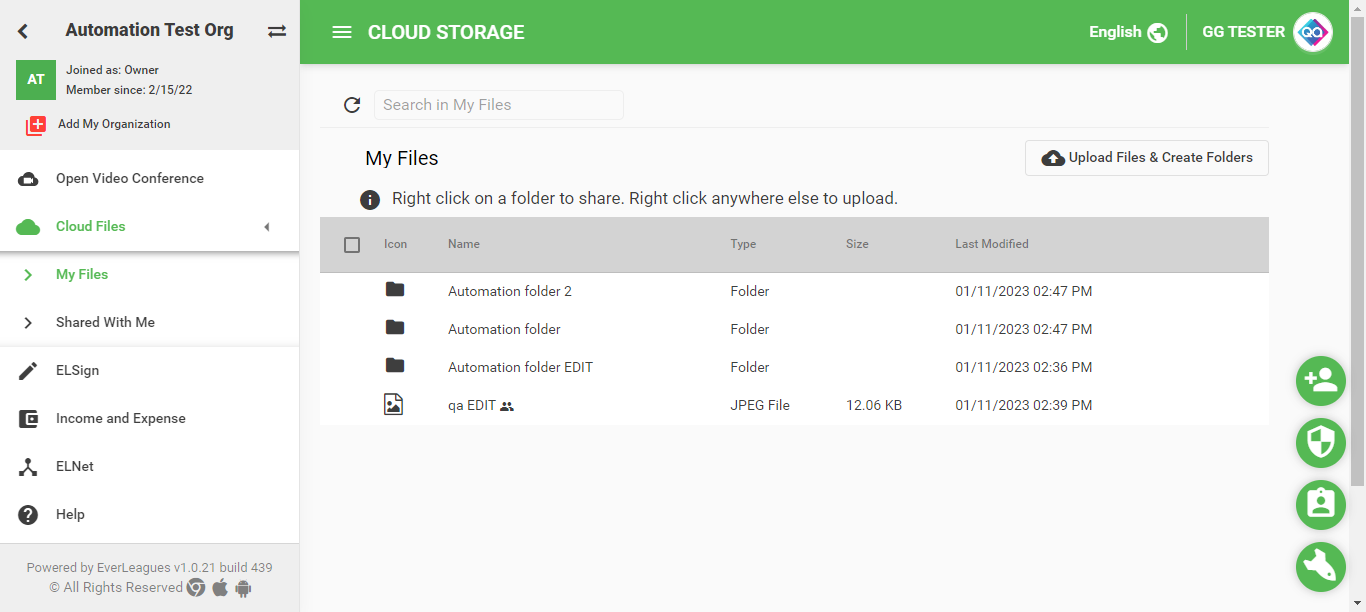 Automation Test Org
AT
Joined as: Owner
Member since: 2/15/22
Add My Organization
Open Video Conference
Cloud Files
My Files
Shared With Me
ELSign
Income and Expense
ELNet
Help
Powered by EverLeagues v1.0.21 build 439
© All Rights Reserved
CLOUD STORAGE
English
GG TESTER
QA
Search in My Files
My Files
Upload Files & Create Folders
Right click on a folder to share. Right click anywhere else to upload.
Icon Name Type Size Last Modified
Automation folder 2 Folder 01/11/2023 02:47 PM
Automation folder Folder 01/11/2023 02:47 PM
Automation folder EDIT Folder 01/11/2023 02:36 PM
qa EDIT JPEG File 12.06 KB 01/11/2023 02:39 PM